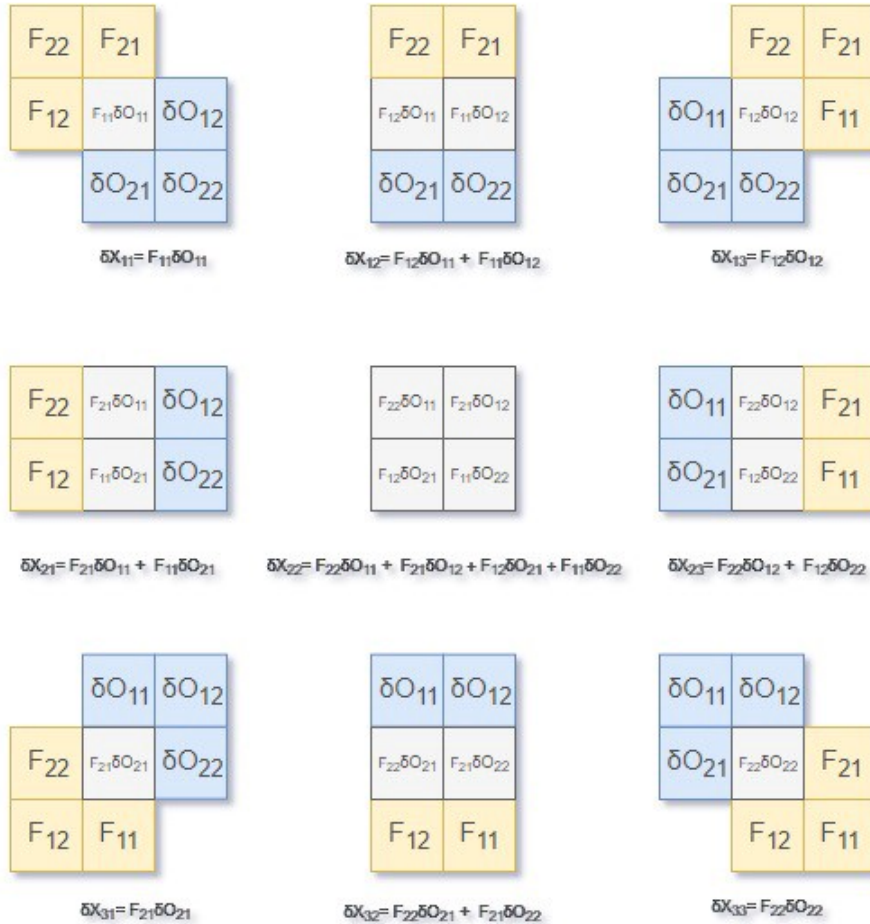 F₂₂ F₂₁ F₂₂ F₂₁ F₂₂ F₂₁
F₁₂ F₁₁δO₁₁ δO₁₂ F₁₂δO₁₁ F₁₁δO₁₂ δO₁₁ F₁₂δO₁₂ F₁₁
δO₂₁ δO₂₂ δO₂₁ δO₂₂ δO₂₁ δO₂₂
δX₁₁= F₁₁δO₁₁ δX₁₂= F₁₂δO₁₁ + F₁₁δO₁₂ δX₁₃= F₁₂δO₁₂
F₂₂ F₂₁δO₁₁ δO₁₂ F₂₂δO₁₁ F₂₁δO₁₂ δO₁₁ F₂₂δO₁₂ F₂₁
F₁₂ F₁₁δO₂₁ δO₂₂ F₁₂δO₂₁ F₁₁δO₂₂ δO₂₁ F₁₂δO₂₂ F₁₁
δX₂₁= F₂₁δO₁₁ + F₁₁δO₂₁ δX₂₂= F₂₂δO₁₁ + F₂₁δO₁₂ + F₁₂δO₂₁ + F₁₁δO₂₂ δX₂₃= F₂₂δO₁₂ + F₁₂δO₂₂
δO₁₁ δO₁₂ δO₁₁ δO₁₂ δO₁₁ δO₁₂
F₂₂ F₂₁δO₂₁ δO₂₂ F₂₂δO₂₁ F₂₁δO₂₂ δO₂₁ F₂₂δO₂₂ F₂₁
F₁₂ F₁₁ F₁₂ F₁₁ F₁₂ F₁₁
δX₃₁= F₂₁δO₂₁ δX₃₂= F₂₂δO₂₁ + F₂₁δO₂₂ δX₃₃= F₂₂δO₂₂